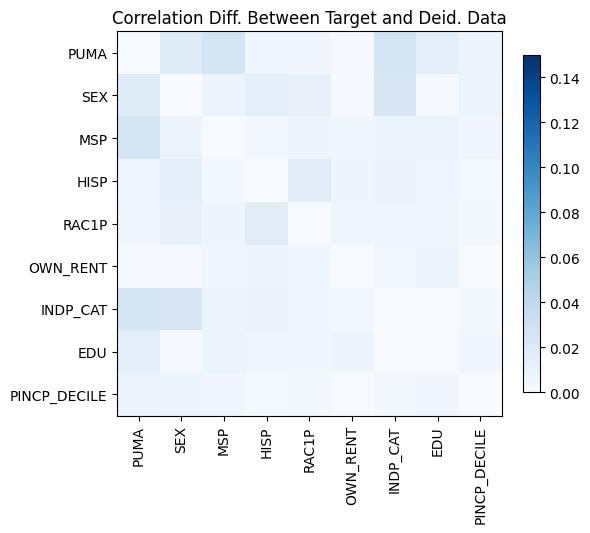 Correlation Diff. Between Target and Deid. Data
PUMA
SEX
MSP
HISP
RAC1P
OWN_RENT
INDP_CAT
EDU
PINCP_DECILE
PUMA
SEX
MSP
HISP
RAC1P
OWN_RENT
INDP_CAT
EDU
PINCP_DECILE
0.14
0.12
0.10
0.08
0.06
0.04
0.02
0.00